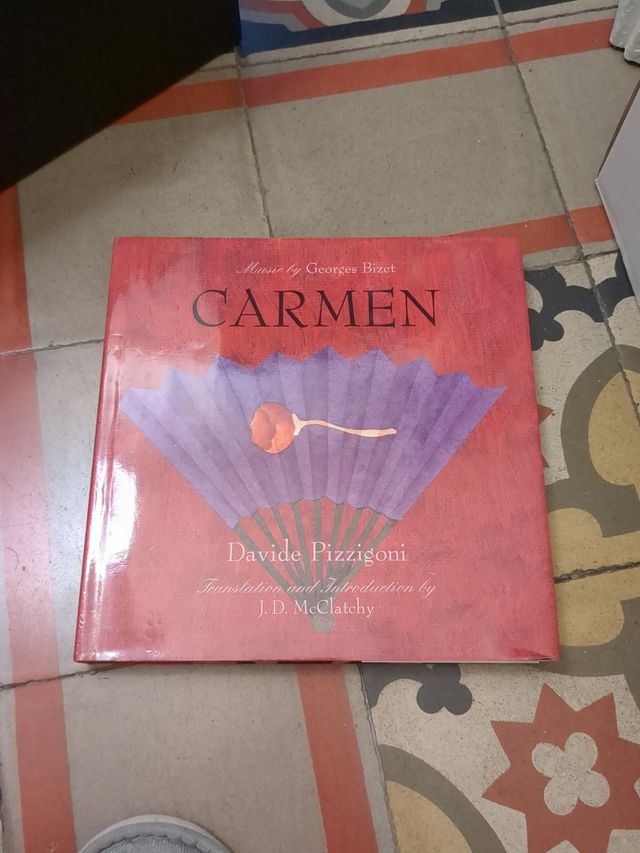 Music by Georges Bizet
CARMEN
Davide Pizzigoni
Translation and Introduction by
J. D. McClatchy